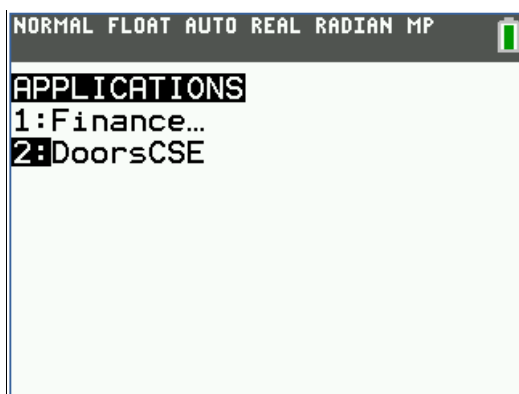 NORMAL FLOAT AUTO REAL RADIAN MP
APPLICATIONS
1:Finance…
2:DoorsCSE